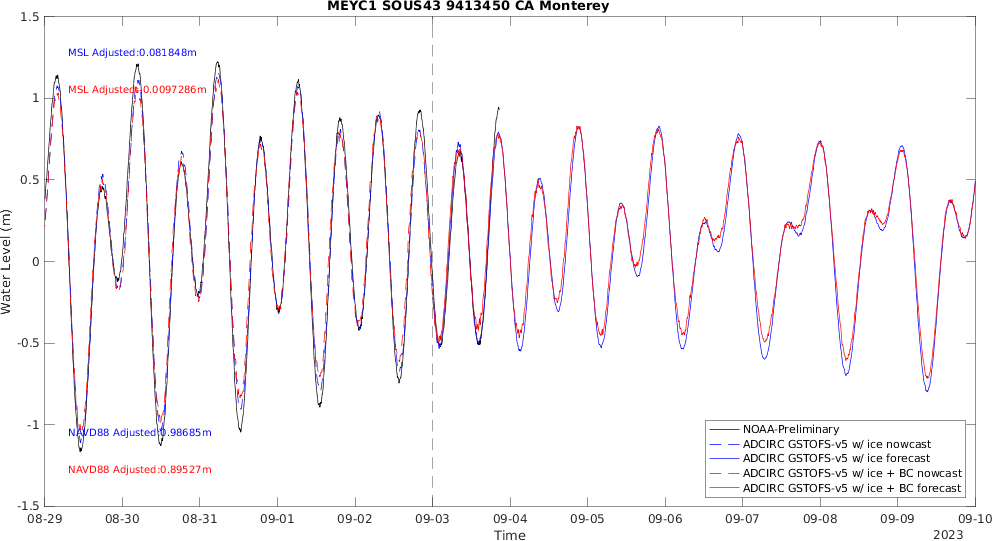 MEYC1 SOUS43 9413450 CA Monterey
MSL Adjusted:0.081848m
MSL Adjusted:-0.0097286m
NAVD88 Adjusted:0.98685m
NAVD88 Adjusted:0.89527m
Water Level (m)
1.5
1
0.5
0
-0.5
-1
-1.5
NOAA-Preliminary
ADCIRC GSTOFS-v5 w/ ice nowcast
ADCIRC GSTOFS-v5 w/ ice forecast
ADCIRC GSTOFS-v5 w/ ice + BC nowcast
ADCIRC GSTOFS-v5 w/ ice + BC forecast
08-29 08-30 08-31 09-01 09-02 09-03 09-04 09-05 09-06 09-07 09-08 09-09 09-10
Time
2023